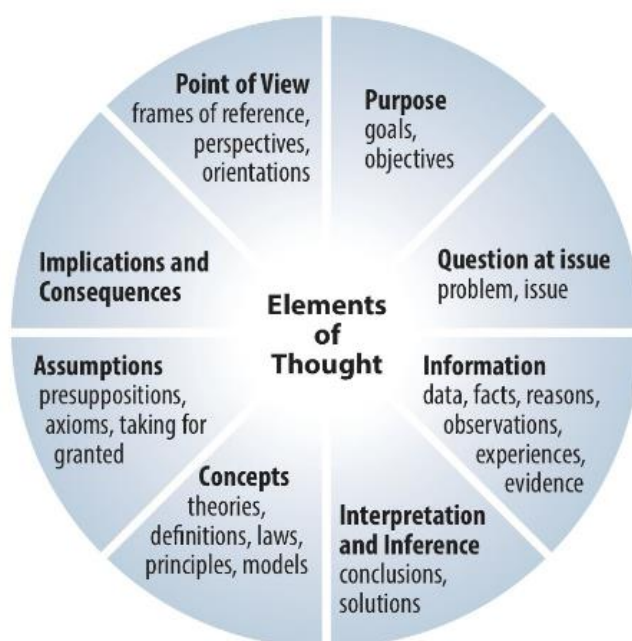 Point of View
frames of reference,
perspectives,
orientations
Purpose
goals,
objectives
Question at issue
problem, issue
Information
data, facts, reasons,
observations,
experiences,
evidence
Interpretation
and Inference
conclusions,
solutions
Concepts
theories,
definitions, laws,
principles, models
Assumptions
presuppositions,
axioms, taking for
granted
Implications and
Consequences
Elements
of
Thought